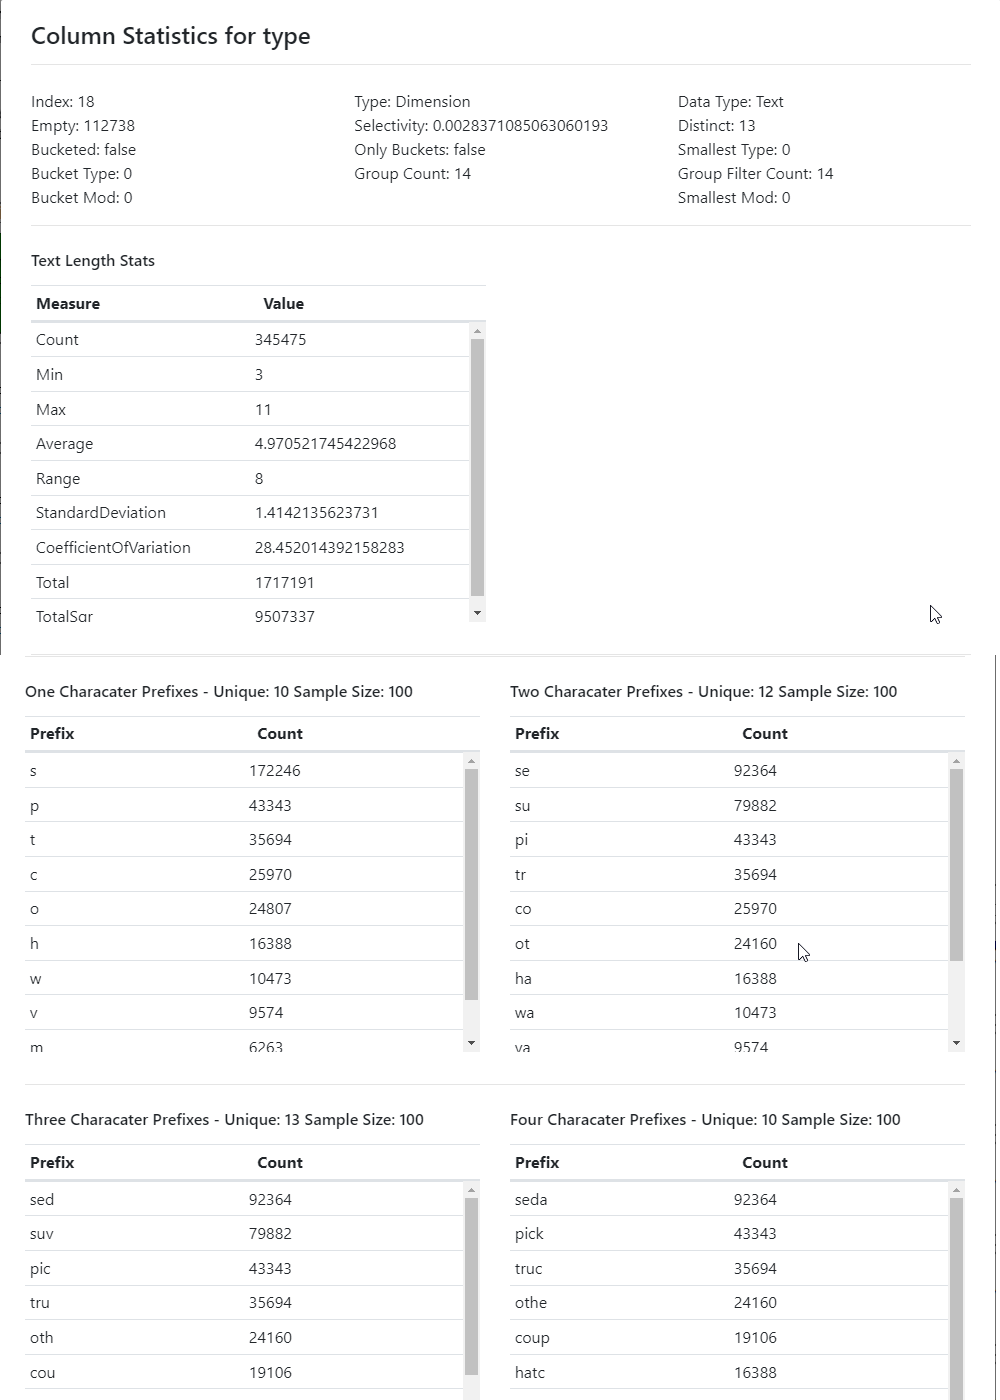 Column Statistics for type
Index: 18
Type: Dimension
Data Type: Text
Empty: 112738
Selectivity: 0.0028371085063060193
Distinct: 13
Bucketed: false
Only Buckets: false
Smallest Type: 0
Bucket Type: 0
Group Count: 14
Group Filter Count: 14
Bucket Mod: 0
Smallest Mod: 0
Text Length Stats
Measure Value
Count 345475
Min 3
Max 11
Average 4.970521745422968
Range 8
StandardDeviation 1.4142135623731
CoefficientOfVariation 28.452014392158283
Total 1717191
TotalSqr 9507337
One Characater Prefixes - Unique: 10 Sample Size: 100
Prefix Count
s 172246
p 43343
t 35694
c 25970
o 24807
h 16388
w 10473
v 9574
m 6263
Two Characater Prefixes - Unique: 12 Sample Size: 100
Prefix Count
se 92364
su 79882
pi 43343
tr 35694
co 25970
ot 24160
ha 16388
wa 10473
va 9574
Three Characater Prefixes - Unique: 13 Sample Size: 100
Prefix Count
sed 92364
suv 79882
pic 43343
tru 35694
oth 24160
cou 19106
Four Characater Prefixes - Unique: 10 Sample Size: 100
Prefix Count
seda 92364
pick 43343
truc 35694
othe 24160
coup 19106
hatc 16388